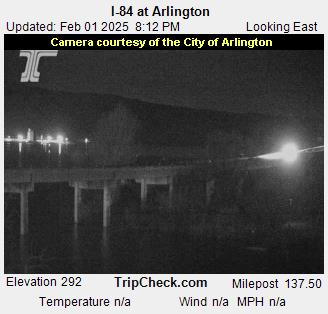 I-84 at Arlington
Updated: Feb 01 2025 8:12 PM Looking East
Camera courtesy of the City of Arlington
Elevation 292 TripCheck.com Milepost 137.50
Temperature n/a Wind n/a MPH n/a